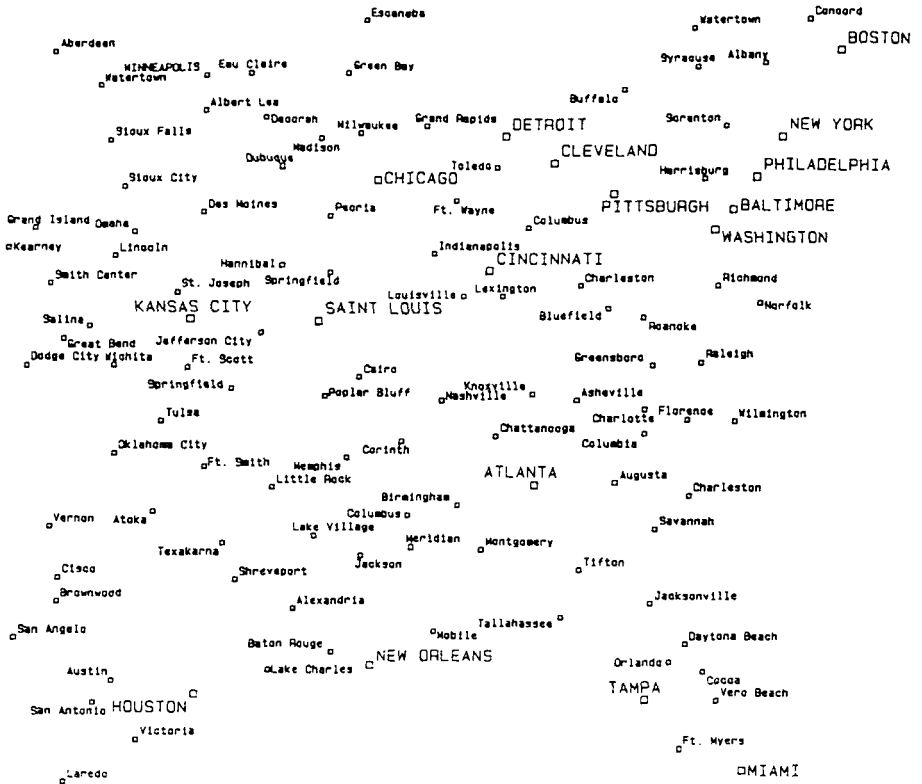 Escanaba
Watertown
Concord
Aberdeen
BOSTON
MINNEAPOLIS
Eau Claire
Green Bay
Syracuse
Albany
Watertown
Buffalo
Albert Lea
Decorah
Milwaukee
Grand Rapids
DETROIT
Scranton
NEW YORK
Sioux Falls
Madison
Dubuque
Toledo
CLEVELAND
Harrisburg
PHILADELPHIA
Sioux City
CHICAGO
Des Moines
Peoria
Ft. Wayne
PITTSBURGH
BALTIMORE
Grand Island
Omaha
Columbus
WASHINGTON
Kearney
Lincoln
Indianapolis
Hannibal
Springfield
CINCINNATI
Smith Center
St. Joseph
Charleston
Richmond
Louisville
Lexington
KANSAS CITY
SAINT LOUIS
Bluefield
Norfolk
Salina
Roanoke
Great Bend
Jefferson City
Dodge City
Wichita
Ft. Scott
Greensboro
Raleigh
Cairo
Springfield
Poplar Bluff
Knoxville
Nashville
Asheville
Tulsa
Charlotte
Florence
Wilmington
Chattanooga
Columbia
Oklahoma City
Corinth
Ft. Smith
Memphis
Little Rock
ATLANTA
Augusta
Birmingham
Charleston
Vernon
Atoka
Columbus
Lake Village
Savannah
Texakarna
Meridian
Montgomery
Jackson
Cisco
Shreveport
Tifton
Brownwood
Alexandria
Jacksonville
San Angelo
Mobile
Tallahassee
Baton Rouge
Daytona Beach
NEW ORLEANS
Austin
Lake Charles
Orlando
Cocoa
TAMPA
Vero Beach
San Antonio
HOUSTON
Victoria
Ft. Myers
Laredo
MIAMI